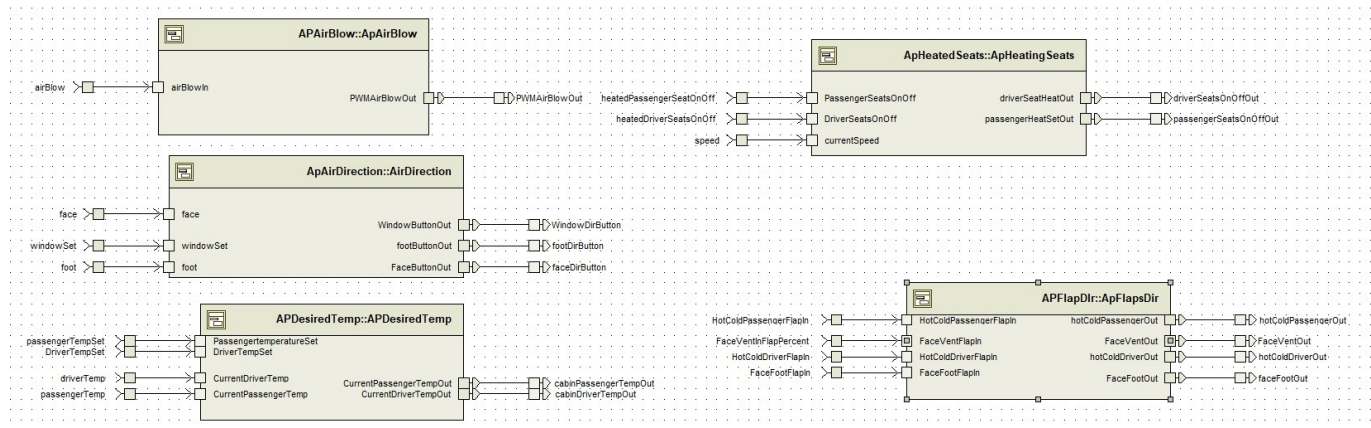 APAirBlow::ApAirBlow
airBlow
airBlowIn
PWMAirBlowOut
PWMAirBlowOut
ApHeatedSeats::ApHeatingSeats
heatedPassengerSeatOnOff
PassengerSeatsOnOff
driverSeatHeatOut
driverSeatsOnOffOut
heatedDriverSeatsOnOff
DriverSeatsOnOff
passengerHeatSetOut
passengerSeatsOnOffOut
speed
currentSpeed
ApAirDirection::AirDirection
face
face
WindowButtonOut
WindowDirButton
windowSet
windowSet
footButtonOut
footDirButton
foot
foot
FaceButtonOut
faceDirButton
APDesiredTemp::APDesiredTemp
passengerTempSet
PassengertemperatureSet
DriverTempSet
DriverTempSet
driverTemp
CurrentDriverTemp
CurrentPassengerTempOut
cabinPassengerTempOut
passengerTemp
CurrentPassengerTemp
CurrentDriverTempOut
cabinDriverTempOut
APFlapDIr::ApFlapsDir
HotColdPassengerFlapIn
HotColdPassengerFlapIn
hotColdPassengerOut
hotColdPassengerOut
FaceVentInFlapPercent
FaceVentFlapIn
FaceVentOut
FaceVentOut
HotColdDriverFlapIn
HotColdDriverFlapIn
hotColdDriverOut
hotColdDriverOut
FaceFootFlapIn
FaceFootFlapIn
FaceFootOut
faceFootOut